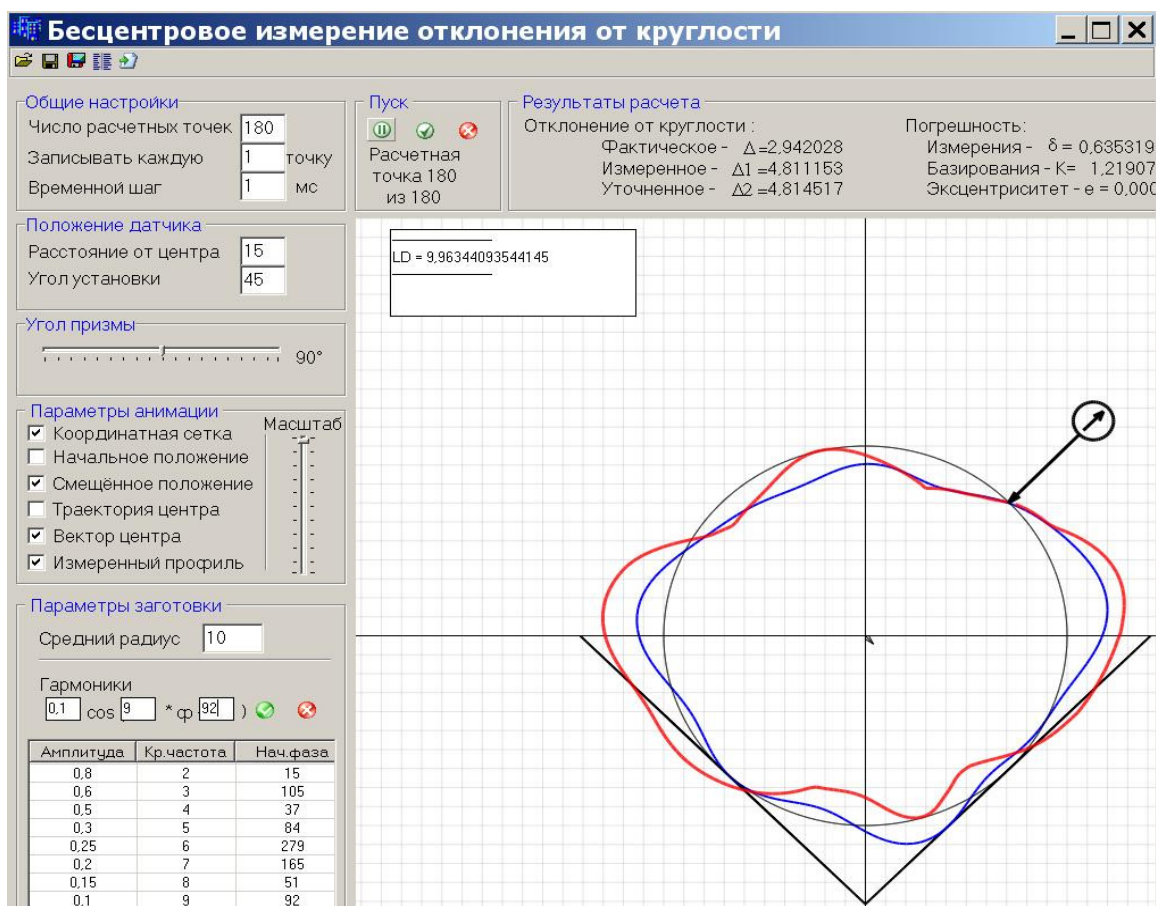 Бесцентровое измерение отклонения от круглости
Общие настройки
Число расчетных точек 180
Записывать каждую 1 точку
Временной шаг 1 мс
Пуск
Расчетная
точка 180
из 180
Результаты расчета
Отклонение от круглости :
Фактическое - Δ=2,942028
Измеренное - Δ1 =4,811153
Уточненное - Δ2 =4,814517
Погрешность:
Измерения - δ = 0,635319
Базирования - K= 1,21907
Эксцентриситет - e = 0,000
Положение датчика
Расстояние от центра 15
Угол установки 45
Угол призмы
90°
Параметры анимации
Масштаб
Координатная сетка
Начальное положение
Смещённое положение
Траектория центра
Вектор центра
Измеренный профиль
LD = 9,96344093544145
Параметры заготовки
Средний радиус 10
Гармоники
0,1 cos 9 * φ 92 )
Амплитуда Кр.частота Нач.фаза
0,8 2 15
0,6 3 105
0,5 4 37
0,3 5 84
0,25 6 279
0,2 7 165
0,15 8 51
0,1 9 92